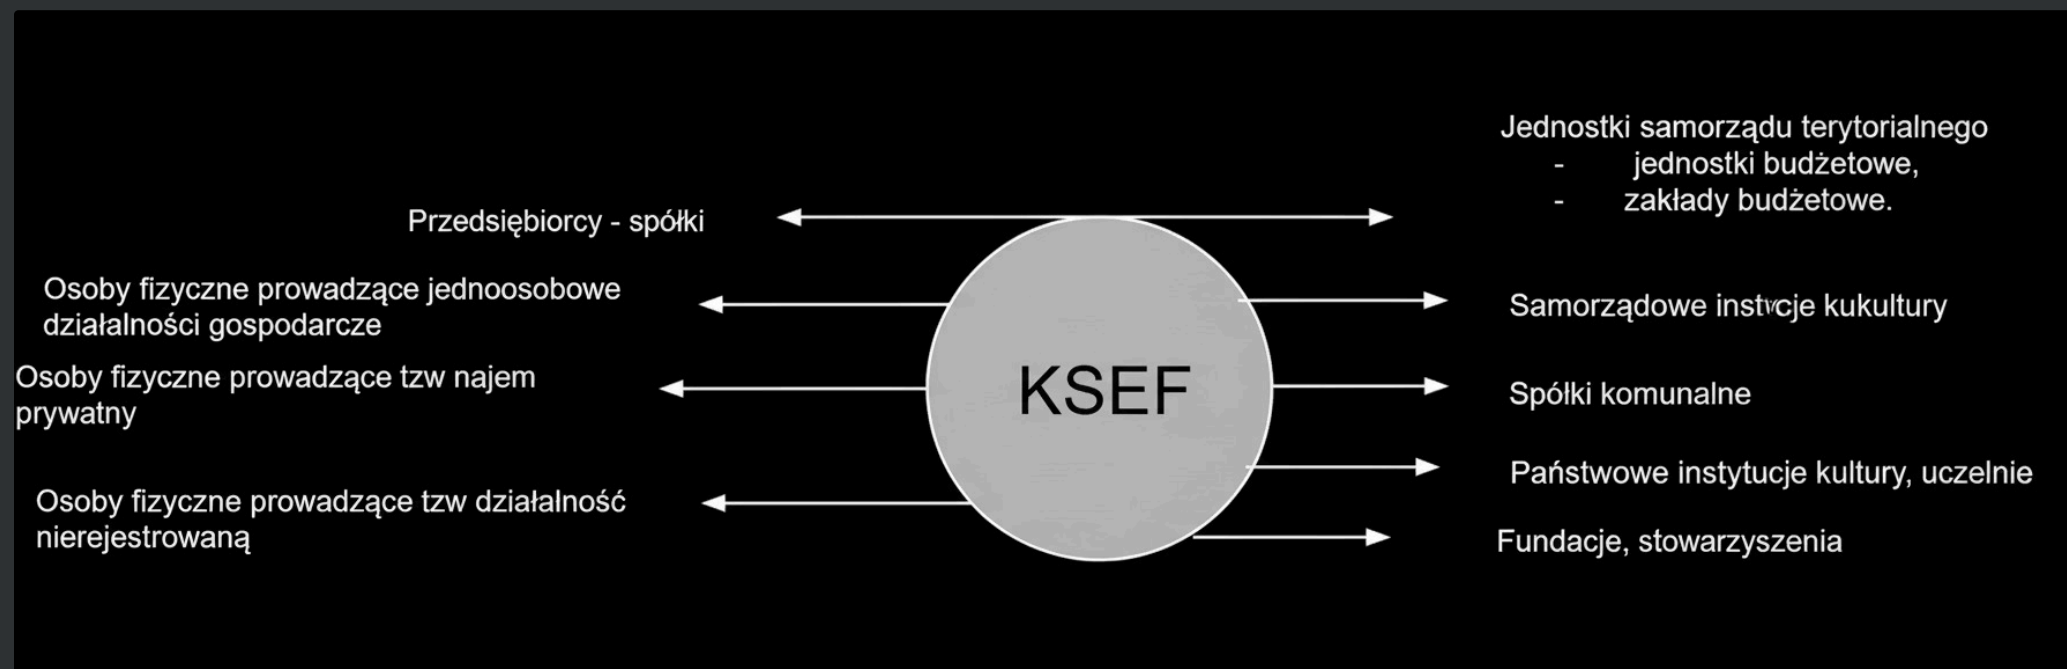 Przedsiębiorcy - spółki
Osoby fizyczne prowadzące jednoosobowe
działalności gospodarcze
Osoby fizyczne prowadzące tzw najem
prywatny
Osoby fizyczne prowadzące tzw działalność
nierejestrowaną
KSEF
Jednostki samorządu terytorialnego
- jednostki budżetowe,
- zakłady budżetowe.
Samorządowe kukultury
Spółki komunalne
Państwowe instytucje kultury, uczelnie
Fundacje, stowarzyszenia